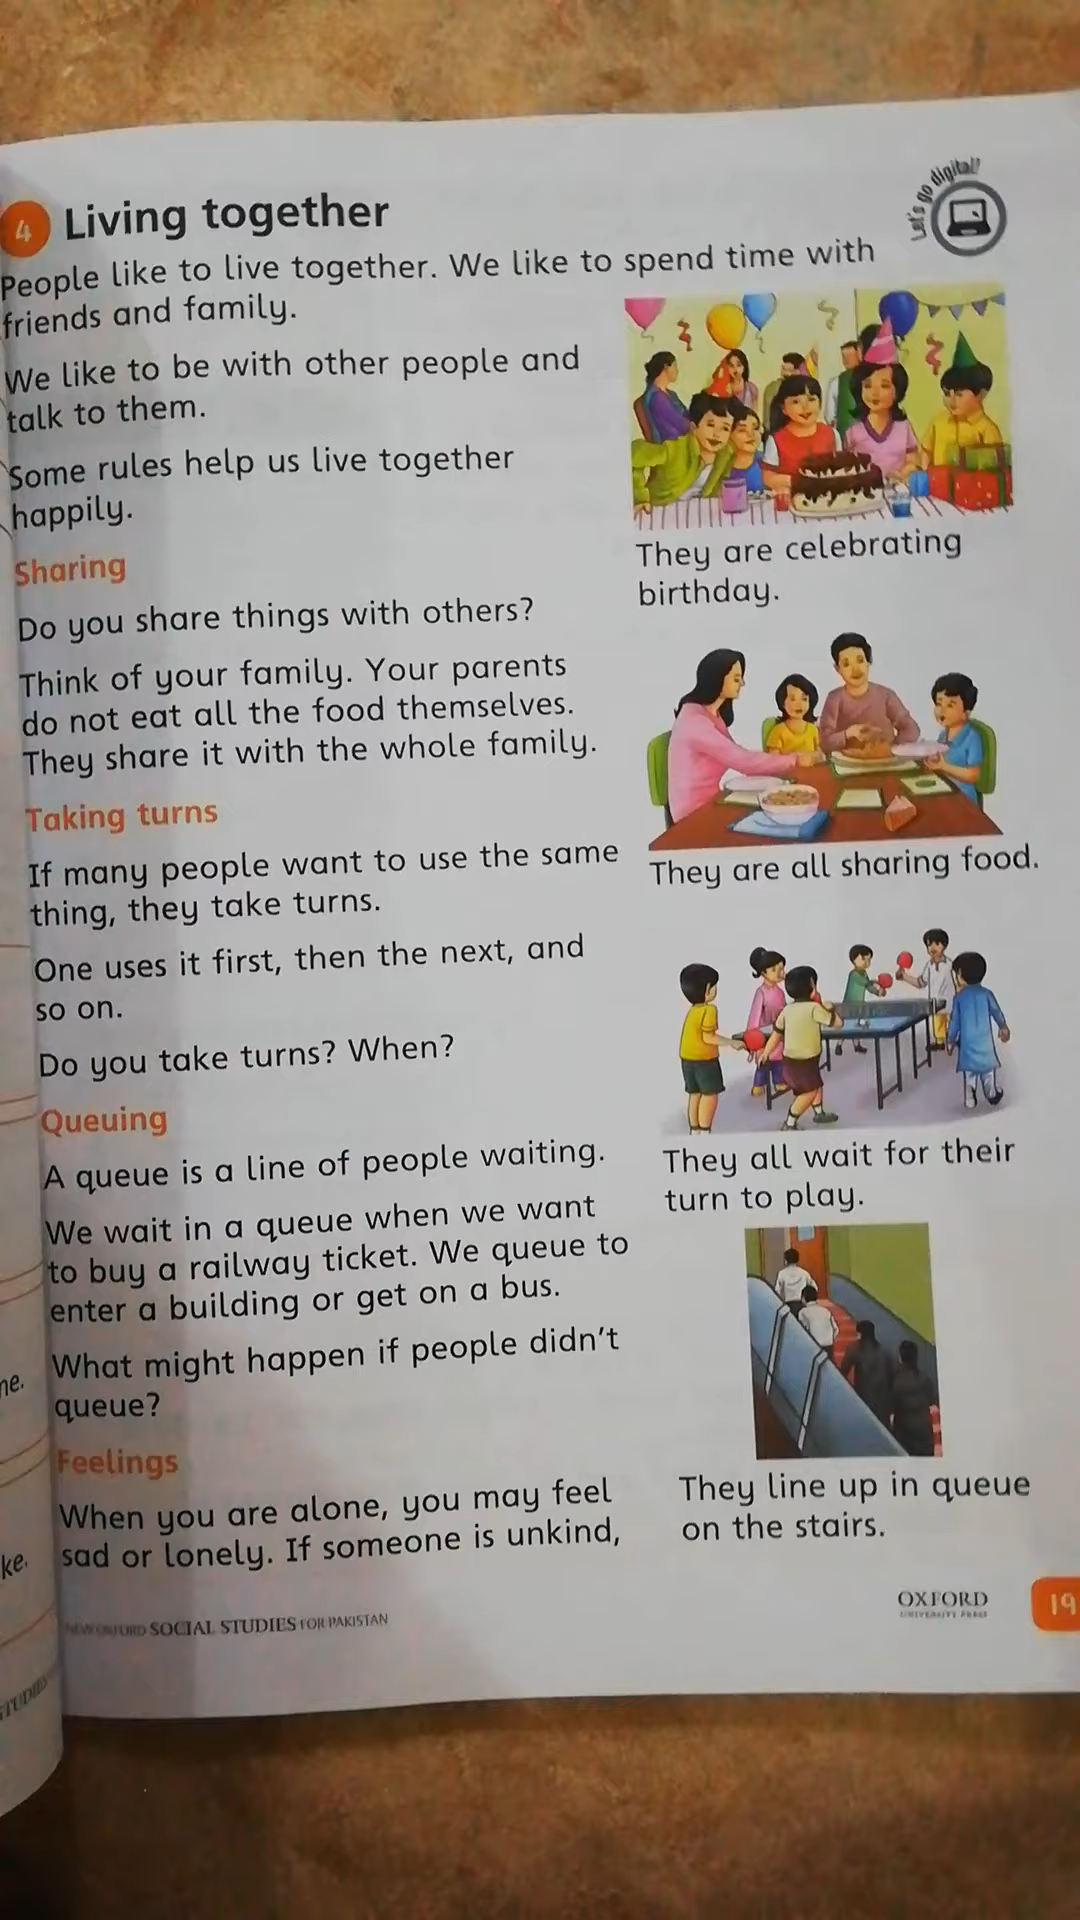 4 Living together
Let's go digital!
People like to live together. We like to spend time with
friends and family.
We like to be with other people and
talk to them.
Some rules help us live together
happily.
Sharing
Do you share things with others?
Think of your family. Your parents
do not eat all the food themselves.
They share it with the whole family.
Taking turns
If many people want to use the same
thing, they take turns.
One uses it first, then the next, and
so on.
Do you take turns? When?
Queuing
A queue is a line of people waiting.
We wait in a queue when we want
to buy a railway ticket. We queue to
enter a building or get on a bus.
What might happen if people didn't
queue?
Feelings
When you are alone, you may feel
sad or lonely. If someone is unkind,
They are celebrating
birthday.
They are all sharing food.
They all wait for their
turn to play.
They line up in queue
on the stairs.
NEW OXFORD SOCIAL STUDIES FOR PAKISTAN
OXFORD
UNIVERSITY PRESS
19
ke.